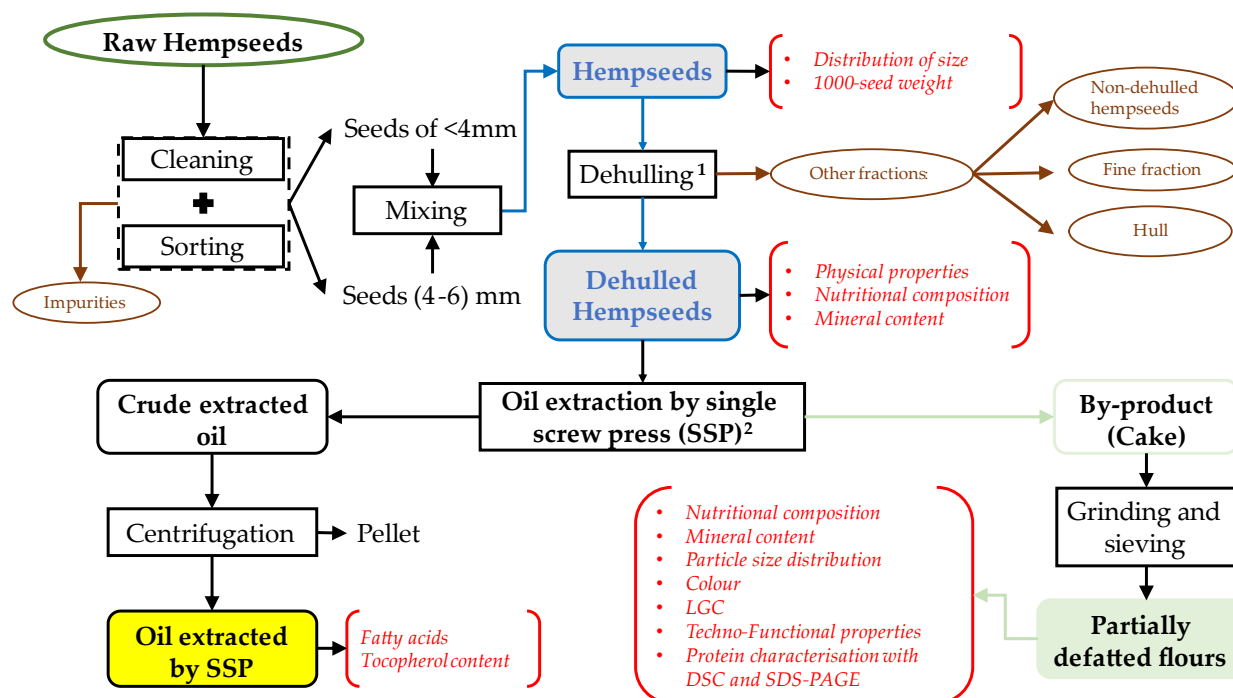 Raw Hempseeds
Cleaning
Sorting
Impurities
Seeds of <4mm
Mixing
Seeds (4-6) mm
Hempseeds
• Distribution of size
• 1000-seed weight
Dehulling¹
Other fractions:
Non-dehulled
hempseeds
Fine fraction
Hull
Dehulled
Hempseeds
• Physical properties
• Nutritional composition
• Mineral content
Oil extraction by single
screw press (SSP)²
Crude extracted
oil
Centrifugation
Pellet
Oil extracted
by SSP
Fatty acids
Tocopherol content
By-product
(Cake)
Grinding and
sieving
Partially
defatted flours
• Nutritional composition
• Mineral content
• Particle size distribution
• Colour
• LGC
• Techno-Functional properties
• Protein characterisation with
DSC and SDS-PAGE